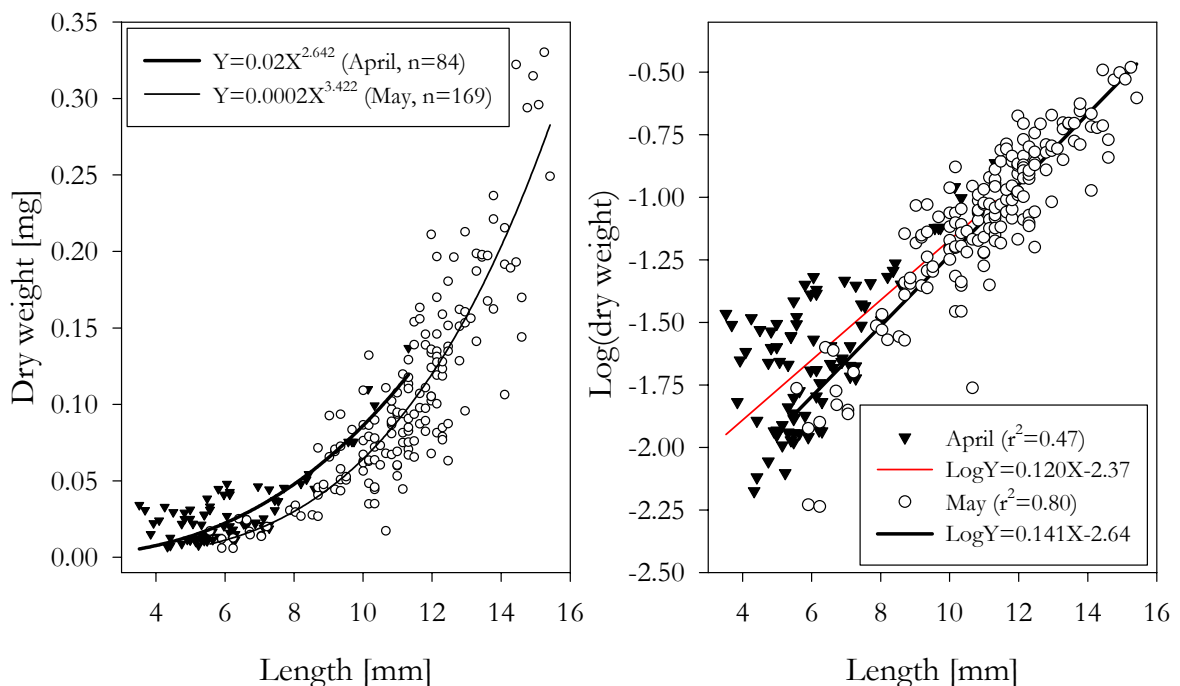 0.35
0.30
0.25
0.20
0.15
0.10
0.05
0.00
Dry weight [mg]
Y=0.02X^2.642 (April, n=84)
Y=0.0002X^3.422 (May, n=169)
4 6 8 10 12 14 16
Length [mm]
-0.50
-0.75
-1.00
-1.25
-1.50
-1.75
-2.00
-2.25
-2.50
Log(dry weight)
April (r²=0.47)
LogY=0.120X-2.37
May (r²=0.80)
LogY=0.141X-2.64
4 6 8 10 12 14 16
Length [mm]